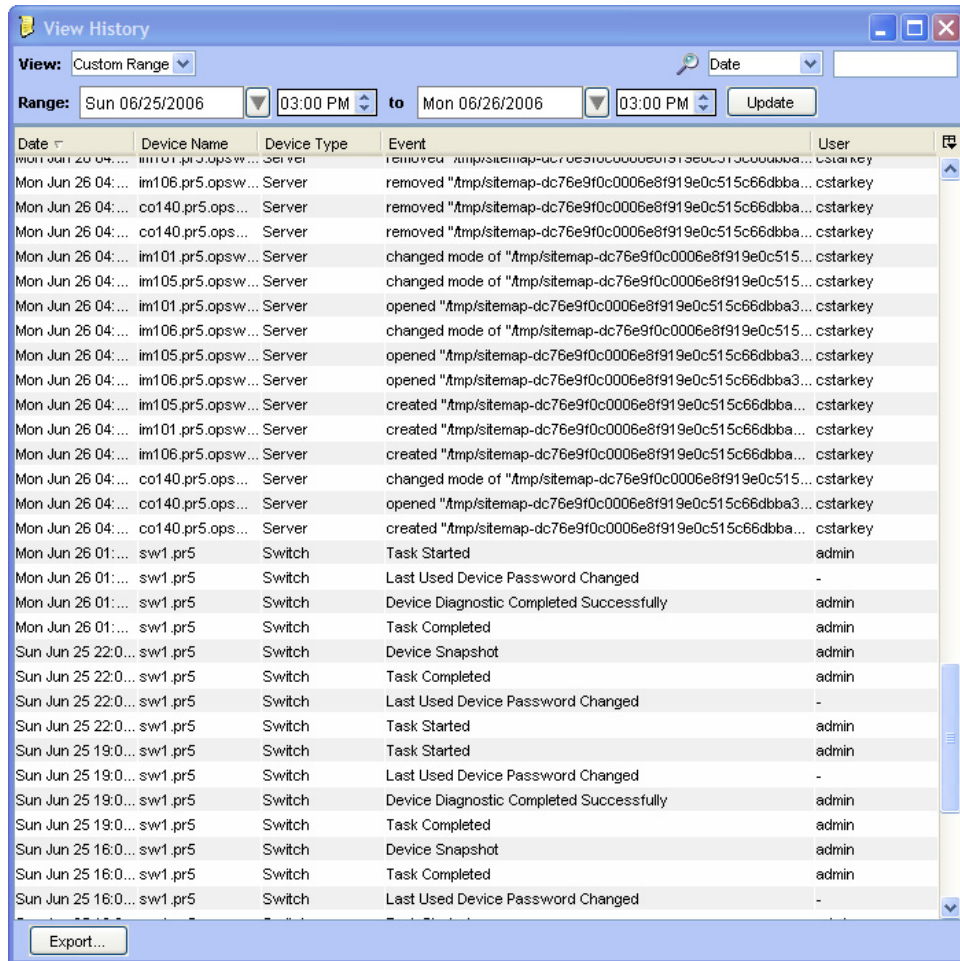 View History
View: Custom Range Date
Range: Sun 06/25/2006 03:00 PM to Mon 06/26/2006 03:00 PM Update
Date Device Name Device Type Event User
Mon Jun 26 04:... im106.pr5.opsw... Server removed "/tmp/sitemap-dc76e9f0c0006e8f919e0c515c66dbba... cstarkey
Mon Jun 26 04:... co140.pr5.ops... Server removed "/tmp/sitemap-dc76e9f0c0006e8f919e0c515c66dbba... cstarkey
Mon Jun 26 04:... co140.pr5.ops... Server removed "/tmp/sitemap-dc76e9f0c0006e8f919e0c515c66dbba... cstarkey
Mon Jun 26 04:... im101.pr5.opsw... Server changed mode of "/tmp/sitemap-dc76e9f0c0006e8f919e0c515... cstarkey
Mon Jun 26 04:... im105.pr5.opsw... Server changed mode of "/tmp/sitemap-dc76e9f0c0006e8f919e0c515... cstarkey
Mon Jun 26 04:... im101.pr5.opsw... Server opened "/tmp/sitemap-dc76e9f0c0006e8f919e0c515c66dbba3... cstarkey
Mon Jun 26 04:... im106.pr5.opsw... Server changed mode of "/tmp/sitemap-dc76e9f0c0006e8f919e0c515... cstarkey
Mon Jun 26 04:... im105.pr5.opsw... Server opened "/tmp/sitemap-dc76e9f0c0006e8f919e0c515c66dbba3... cstarkey
Mon Jun 26 04:... im106.pr5.opsw... Server opened "/tmp/sitemap-dc76e9f0c0006e8f919e0c515c66dbba3... cstarkey
Mon Jun 26 04:... im105.pr5.opsw... Server created "/tmp/sitemap-dc76e9f0c0006e8f919e0c515c66dbba... cstarkey
Mon Jun 26 04:... im101.pr5.opsw... Server created "/tmp/sitemap-dc76e9f0c0006e8f919e0c515c66dbba... cstarkey
Mon Jun 26 04:... im106.pr5.opsw... Server created "/tmp/sitemap-dc76e9f0c0006e8f919e0c515c66dbba... cstarkey
Mon Jun 26 04:... co140.pr5.ops... Server changed mode of "/tmp/sitemap-dc76e9f0c0006e8f919e0c515... cstarkey
Mon Jun 26 04:... co140.pr5.ops... Server opened "/tmp/sitemap-dc76e9f0c0006e8f919e0c515c66dbba3... cstarkey
Mon Jun 26 04:... co140.pr5.ops... Server created "/tmp/sitemap-dc76e9f0c0006e8f919e0c515c66dbba... cstarkey
Mon Jun 26 01:... sw1.pr5 Switch Task Started admin
Mon Jun 26 01:... sw1.pr5 Switch Last Used Device Password Changed -
Mon Jun 26 01:... sw1.pr5 Switch Device Diagnostic Completed Successfully admin
Mon Jun 26 01:... sw1.pr5 Switch Task Completed admin
Sun Jun 25 22:0... sw1.pr5 Switch Device Snapshot admin
Sun Jun 25 22:0... sw1.pr5 Switch Task Completed admin
Sun Jun 25 22:0... sw1.pr5 Switch Last Used Device Password Changed -
Sun Jun 25 22:0... sw1.pr5 Switch Task Started admin
Sun Jun 25 19:0... sw1.pr5 Switch Task Started admin
Sun Jun 25 19:0... sw1.pr5 Switch Last Used Device Password Changed -
Sun Jun 25 19:0... sw1.pr5 Switch Device Diagnostic Completed Successfully admin
Sun Jun 25 19:0... sw1.pr5 Switch Task Completed admin
Sun Jun 25 16:0... sw1.pr5 Switch Device Snapshot admin
Sun Jun 25 16:0... sw1.pr5 Switch Task Completed admin
Sun Jun 25 16:0... sw1.pr5 Switch Last Used Device Password Changed -
Export...